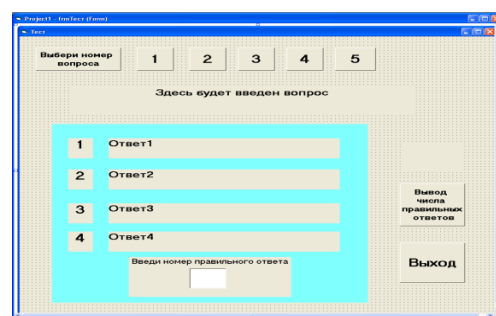 Project1 - frmТест (Form)
Тест
Выбери номер
вопроса
1 2 3 4 5
Здесь будет введен вопрос
1 Ответ1
2 Ответ2
3 Ответ3
4 Ответ4
Введи номер правильного ответа
Вывод
числа
правильных
ответов
Выход